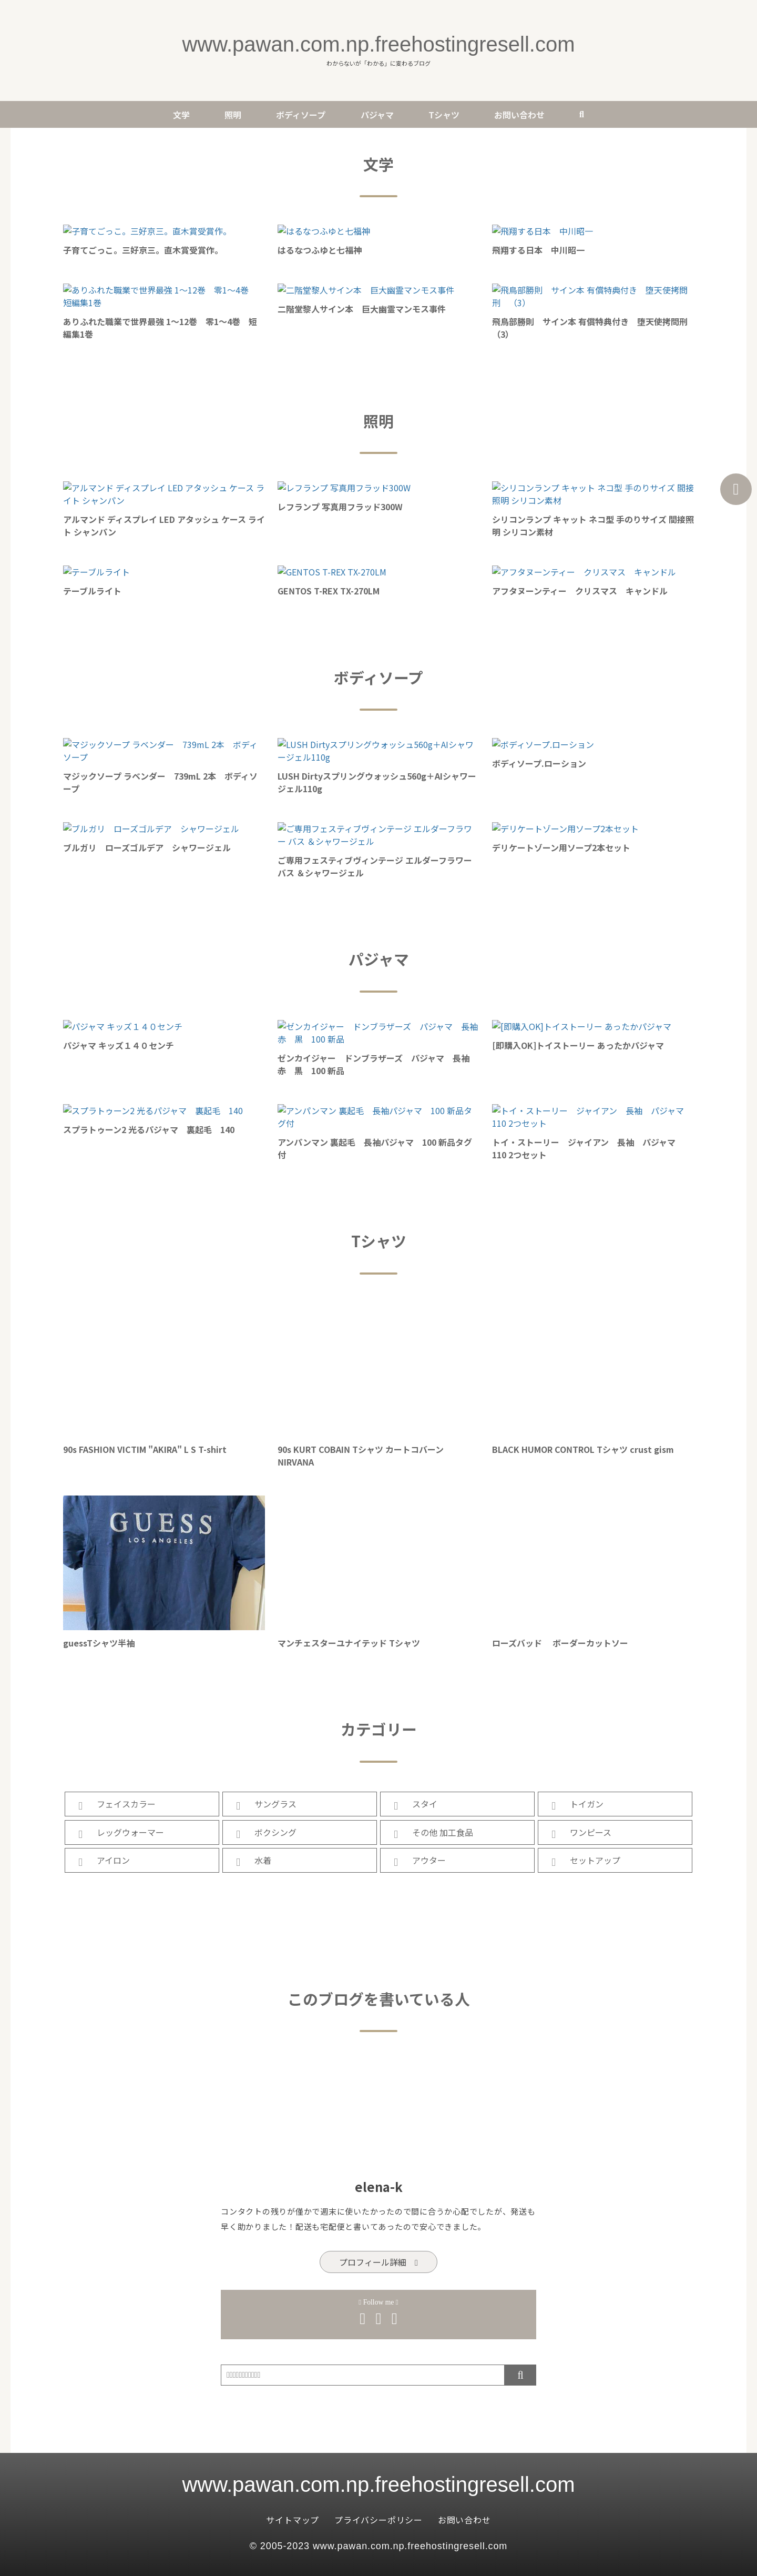 www.pawan.com.np.freehostingresell.com
わからないが「わかる」に変わるブログ
文学 照明 ボディソープ パジャマ Tシャツ お問い合わせ
文学
子育てごっこ。三好京三。直木賞受賞作。 はるなつふゆと七福神 飛翔する日本　中川昭一
子育てごっこ。三好京三。直木賞受賞作。 はるなつふゆと七福神 飛翔する日本　中川昭一
ありふれた職業で世界最強 1〜12巻　零1〜4巻　短編集1巻
二階堂黎人サイン本　巨大幽霊マンモス事件
飛鳥部勝則　サイン本 有償特典付き　堕天使拷問刑　（3）
ありふれた職業で世界最強 1〜12巻　零1〜4巻　短編集1巻
二階堂黎人サイン本　巨大幽霊マンモス事件
飛鳥部勝則　サイン本 有償特典付き　堕天使拷問刑　（3）
照明
アルマンド ディスプレイ LED アタッシュ ケース ライト シャンパン
レフランプ 写真用フラッド300W
シリコンランプ キャット ネコ型 手のりサイズ 間接照明 シリコン素材
アルマンド ディスプレイ LED アタッシュ ケース ライト シャンパン
レフランプ 写真用フラッド300W
シリコンランプ キャット ネコ型 手のりサイズ 間接照明 シリコン素材
テーブルライト GENTOS T-REX TX-270LM アフタヌーンティー　クリスマス　キャンドル
テーブルライト GENTOS T-REX TX-270LM アフタヌーンティー　クリスマス　キャンドル
ボディソープ
マジックソープ ラベンダー　739mL 2本　ボディソープ
LUSH Dirtyスプリングウォッシュ560g＋AIシャワージェル110g
ボディソープ.ローション
マジックソープ ラベンダー　739mL 2本　ボディソープ
LUSH Dirtyスプリングウォッシュ560g＋AIシャワージェル110g
ボディソープ.ローション
ブルガリ　ローズゴルデア　シャワージェル
ご専用フェスティブヴィンテージ エルダーフラワー バス ＆シャワージェル
デリケートゾーン用ソープ2本セット
ブルガリ　ローズゴルデア　シャワージェル
ご専用フェスティブヴィンテージ エルダーフラワー バス ＆シャワージェル
デリケートゾーン用ソープ2本セット
パジャマ
パジャマ キッズ１４０センチ
ゼンカイジャー　ドンブラザーズ　パジャマ　長袖　赤　黒　100 新品
[即購入OK]トイストーリー あったかパジャマ
パジャマ キッズ１４０センチ
ゼンカイジャー　ドンブラザーズ　パジャマ　長袖　赤　黒　100 新品
[即購入OK]トイストーリー あったかパジャマ
スプラトゥーン2 光るパジャマ　裏起毛　140
アンパンマン 裏起毛　長袖パジャマ　100 新品タグ付
トイ・ストーリー　ジャイアン　長袖　パジャマ　110 2つセット
スプラトゥーン2 光るパジャマ　裏起毛　140
アンパンマン 裏起毛　長袖パジャマ　100 新品タグ付
トイ・ストーリー　ジャイアン　長袖　パジャマ　110 2つセット
Tシャツ
90s FASHION VICTIM "AKIRA" L S T-shirt
90s KURT COBAIN Tシャツ カートコバーン NIRVANA
BLACK HUMOR CONTROL Tシャツ crust gism
GUESS
LOS ANGELES
guessTシャツ半袖 マンチェスターユナイテッド Tシャツ ローズバッド　 ボーダーカットソー
カテゴリー
フェイスカラー サングラス スタイ トイガン
レッグウォーマー ボクシング その他 加工食品 ワンピース
アイロン 水着 アウター セットアップ
このブログを書いている人
elena-k
コンタクトの残りが僅かで週末に使いたかったので間に合うか心配でしたが、発送も
早く助かりました！配送も宅配便と書いてあったので安心できました。
プロフィール詳細
Follow me
www.pawan.com.np.freehostingresell.com
サイトマップ プライバシーポリシー お問い合わせ
© 2005-2023 www.pawan.com.np.freehostingresell.com